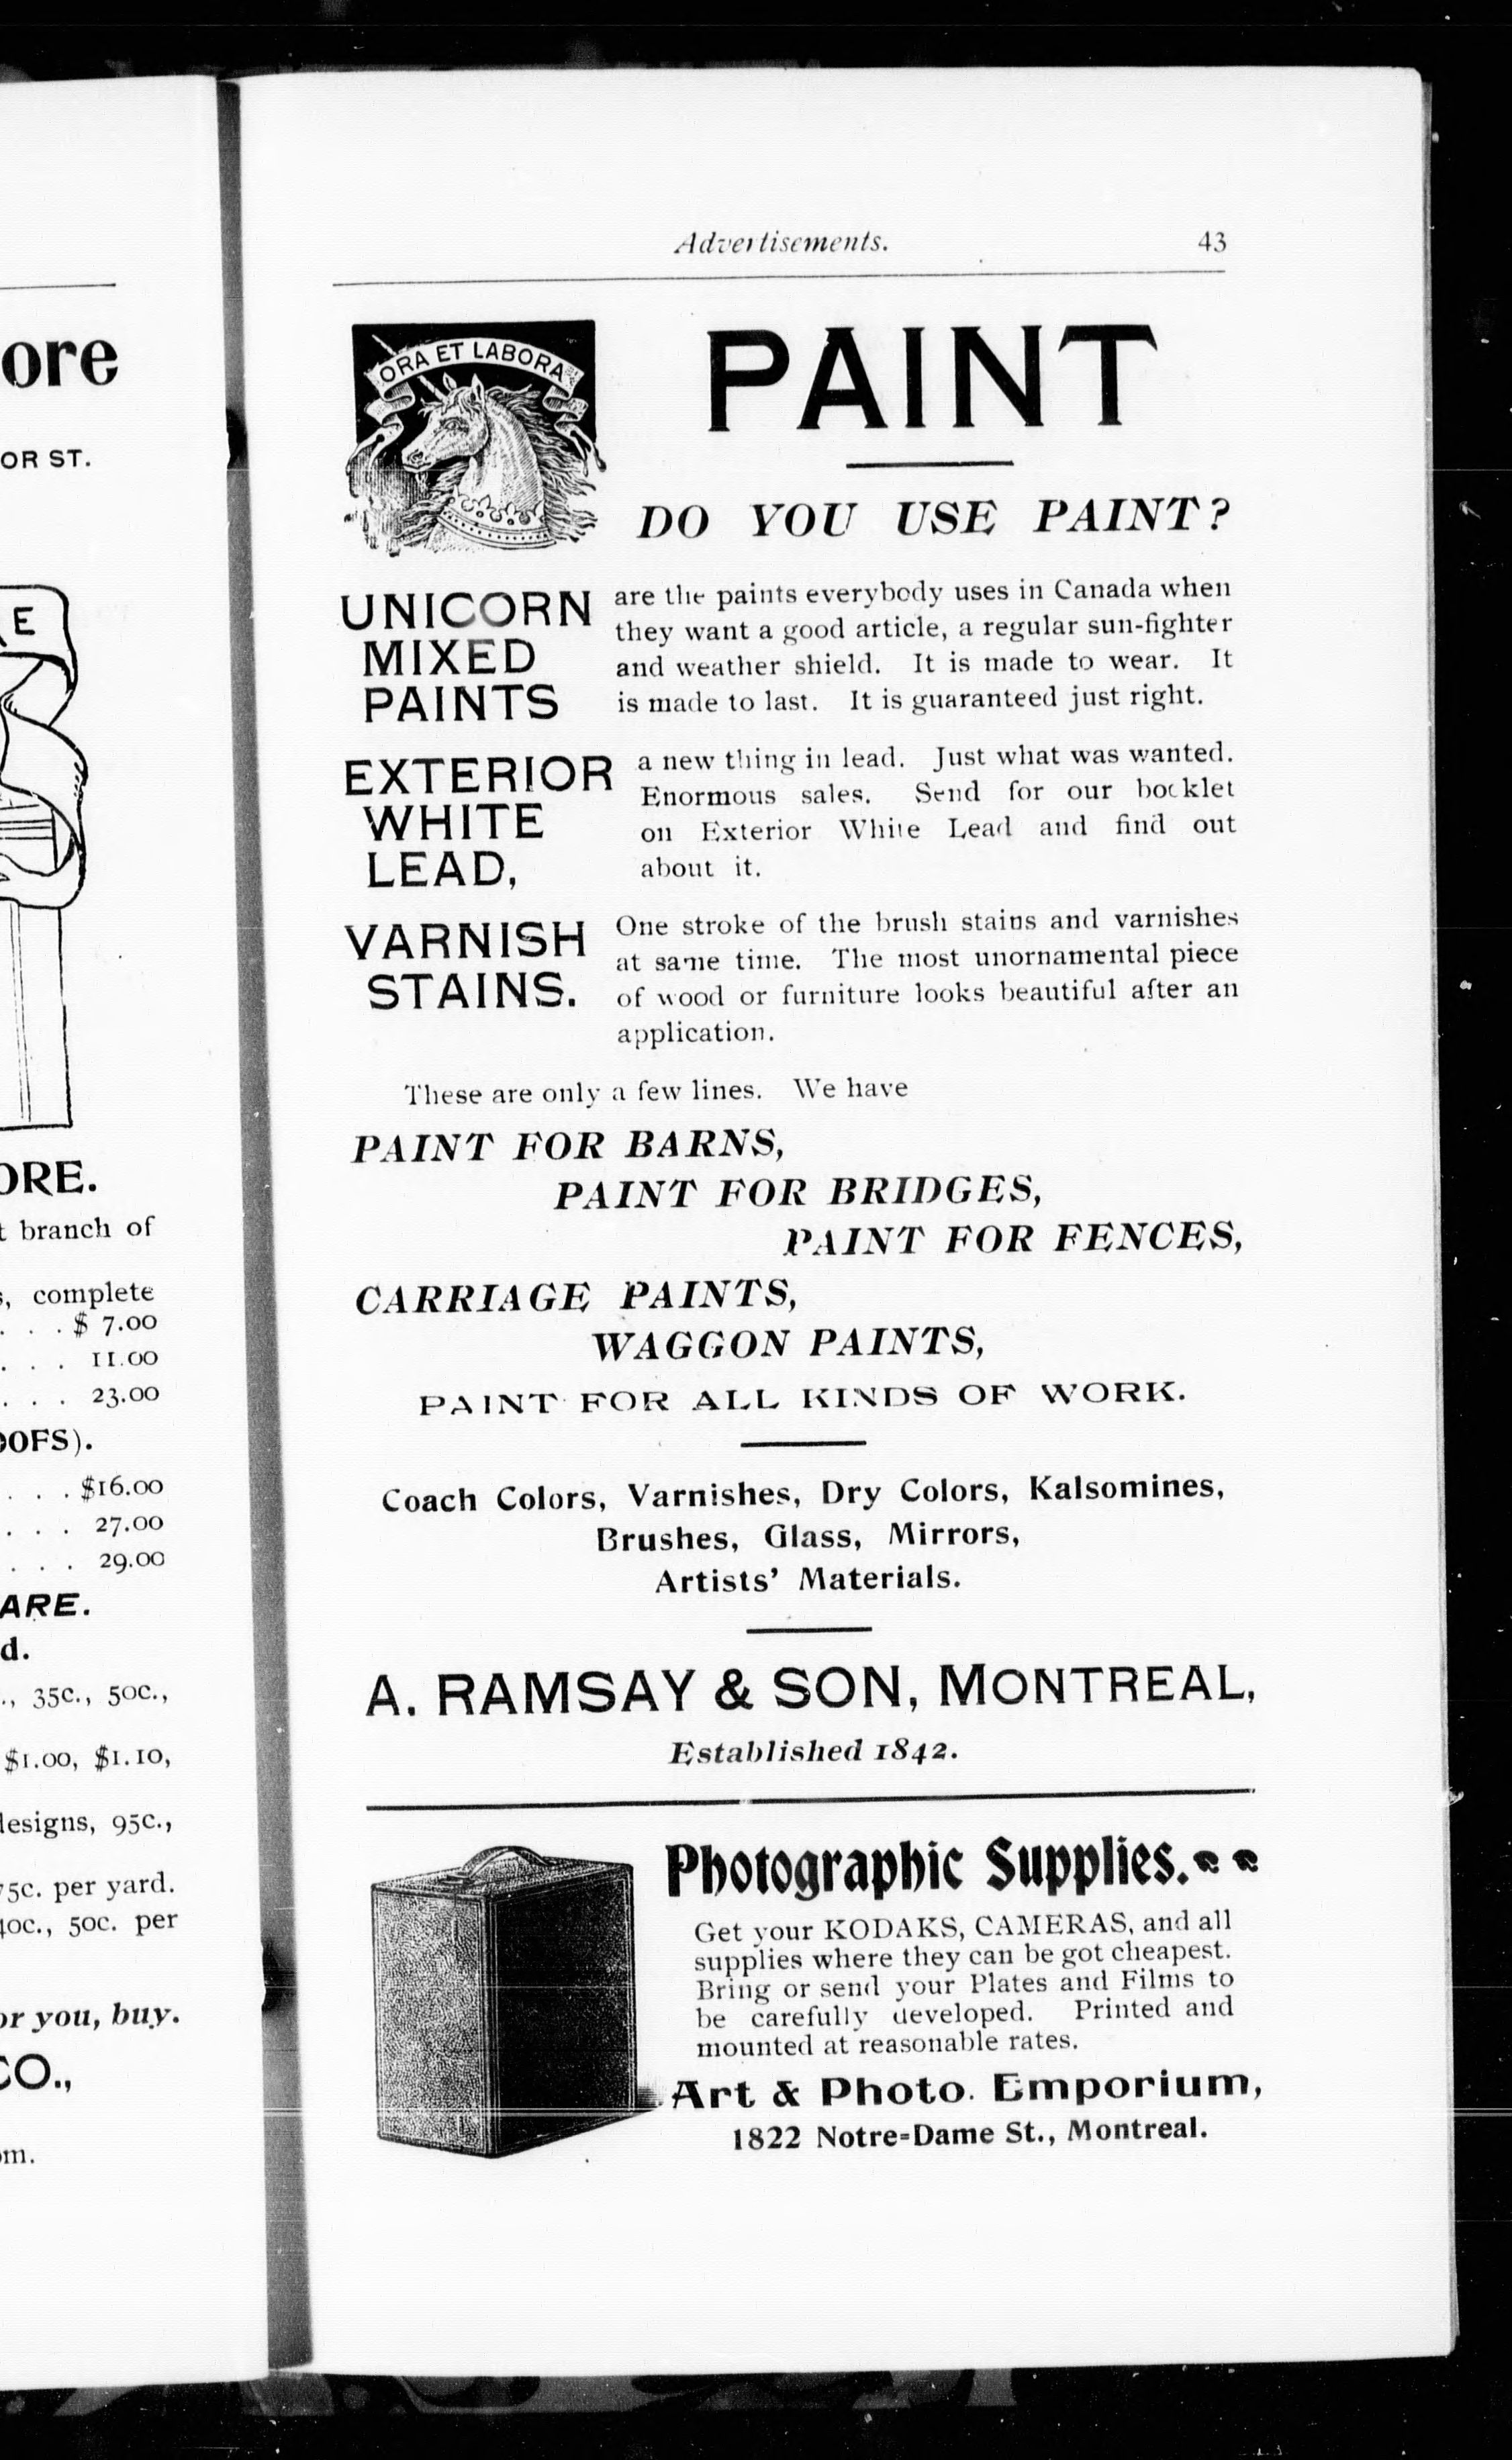 ore
OR ST.
E
ORE.
branch of
complete
$ 7.00
11.00
23.00
OOFS).
$16.00
27.00
29.00
ARE.
d.
35c., 50c.,
$1.00, $1.10,
designs, 95c.,
75c. per yard.
40c., 50c. per
or you, buy.
CO.,
om.
Advertisements. 43
ORA ET LABORA
PAINT
DO YOU USE PAINT?
UNICORN
MIXED
PAINTS
are the paints everybody uses in Canada when
they want a good article, a regular sun-fighter
and weather shield. It is made to wear. It
is made to last. It is guaranteed just right.
EXTERIOR
WHITE
LEAD,
a new thing in lead. Just what was wanted.
Enormous sales. Send for our booklet
on Exterior White Lead and find out
about it.
VARNISH
STAINS.
One stroke of the brush stains and varnishes
at same time. The most unornamental piece
of wood or furniture looks beautiful after an
application.
These are only a few lines. We have
PAINT FOR BARNS,
PAINT FOR BRIDGES,
PAINT FOR FENCES,
CARRIAGE PAINTS,
WAGGON PAINTS,
PAINT FOR ALL KINDS OF WORK.
Coach Colors, Varnishes, Dry Colors, Kalsomines,
Brushes, Glass, Mirrors,
Artists' Materials.
A. RAMSAY & SON, MONTREAL,
Established 1842.
Photographic Supplies.
Get your KODAKS, CAMERAS, and all
supplies where they can be got cheapest.
Bring or send your Plates and Films to
be carefully developed. Printed and
mounted at reasonable rates.
Art & Photo. Emporium,
1822 Notre-Dame St., Montreal.